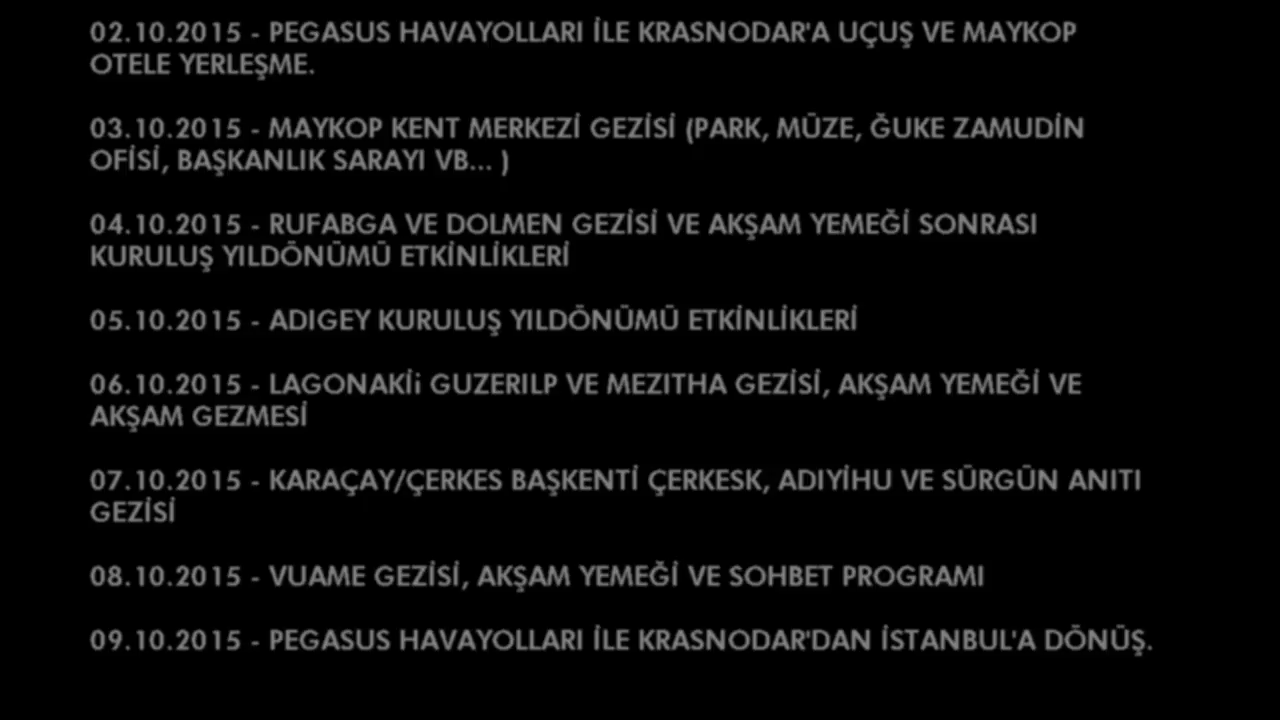 02.10.2015 - PEGASUS HAVAYOLLARI İLE KRASNODAR'A UÇUŞ VE MAYKOP
OTELE YERLEŞME.
03.10.2015 - MAYKOP KENT MERKEZİ GEZİSİ (PARK, MÜZE, ĞUKE ZAMUDİN
OFİSİ, BAŞKANLIK SARAYI VB... )
04.10.2015 - RUFABGA VE DOLMEN GEZİSİ VE AKŞAM YEMEĞİ SONRASI
KURULUŞ YILDÖNÜMÜ ETKİNLİKLERİ
05.10.2015 - ADIGEY KURULUŞ YILDÖNÜMÜ ETKİNLİKLERİ
06.10.2015 - LAGONAKİi GUZERILP VE MEZITHA GEZİSİ, AKŞAM YEMEĞİ VE
AKŞAM GEZMESİ
07.10.2015 - KARAÇAY/ÇERKES BAŞKENTİ ÇERKESK, ADIYİHU VE SÜRGÜN ANITI
GEZİSİ
08.10.2015 - VUAME GEZİSİ, AKŞAM YEMEĞİ VE SOHBET PROGRAMI
09.10.2015 - PEGASUS HAVAYOLLARI İLE KRASNODAR'DAN İSTANBUL'A DÖNÜŞ.